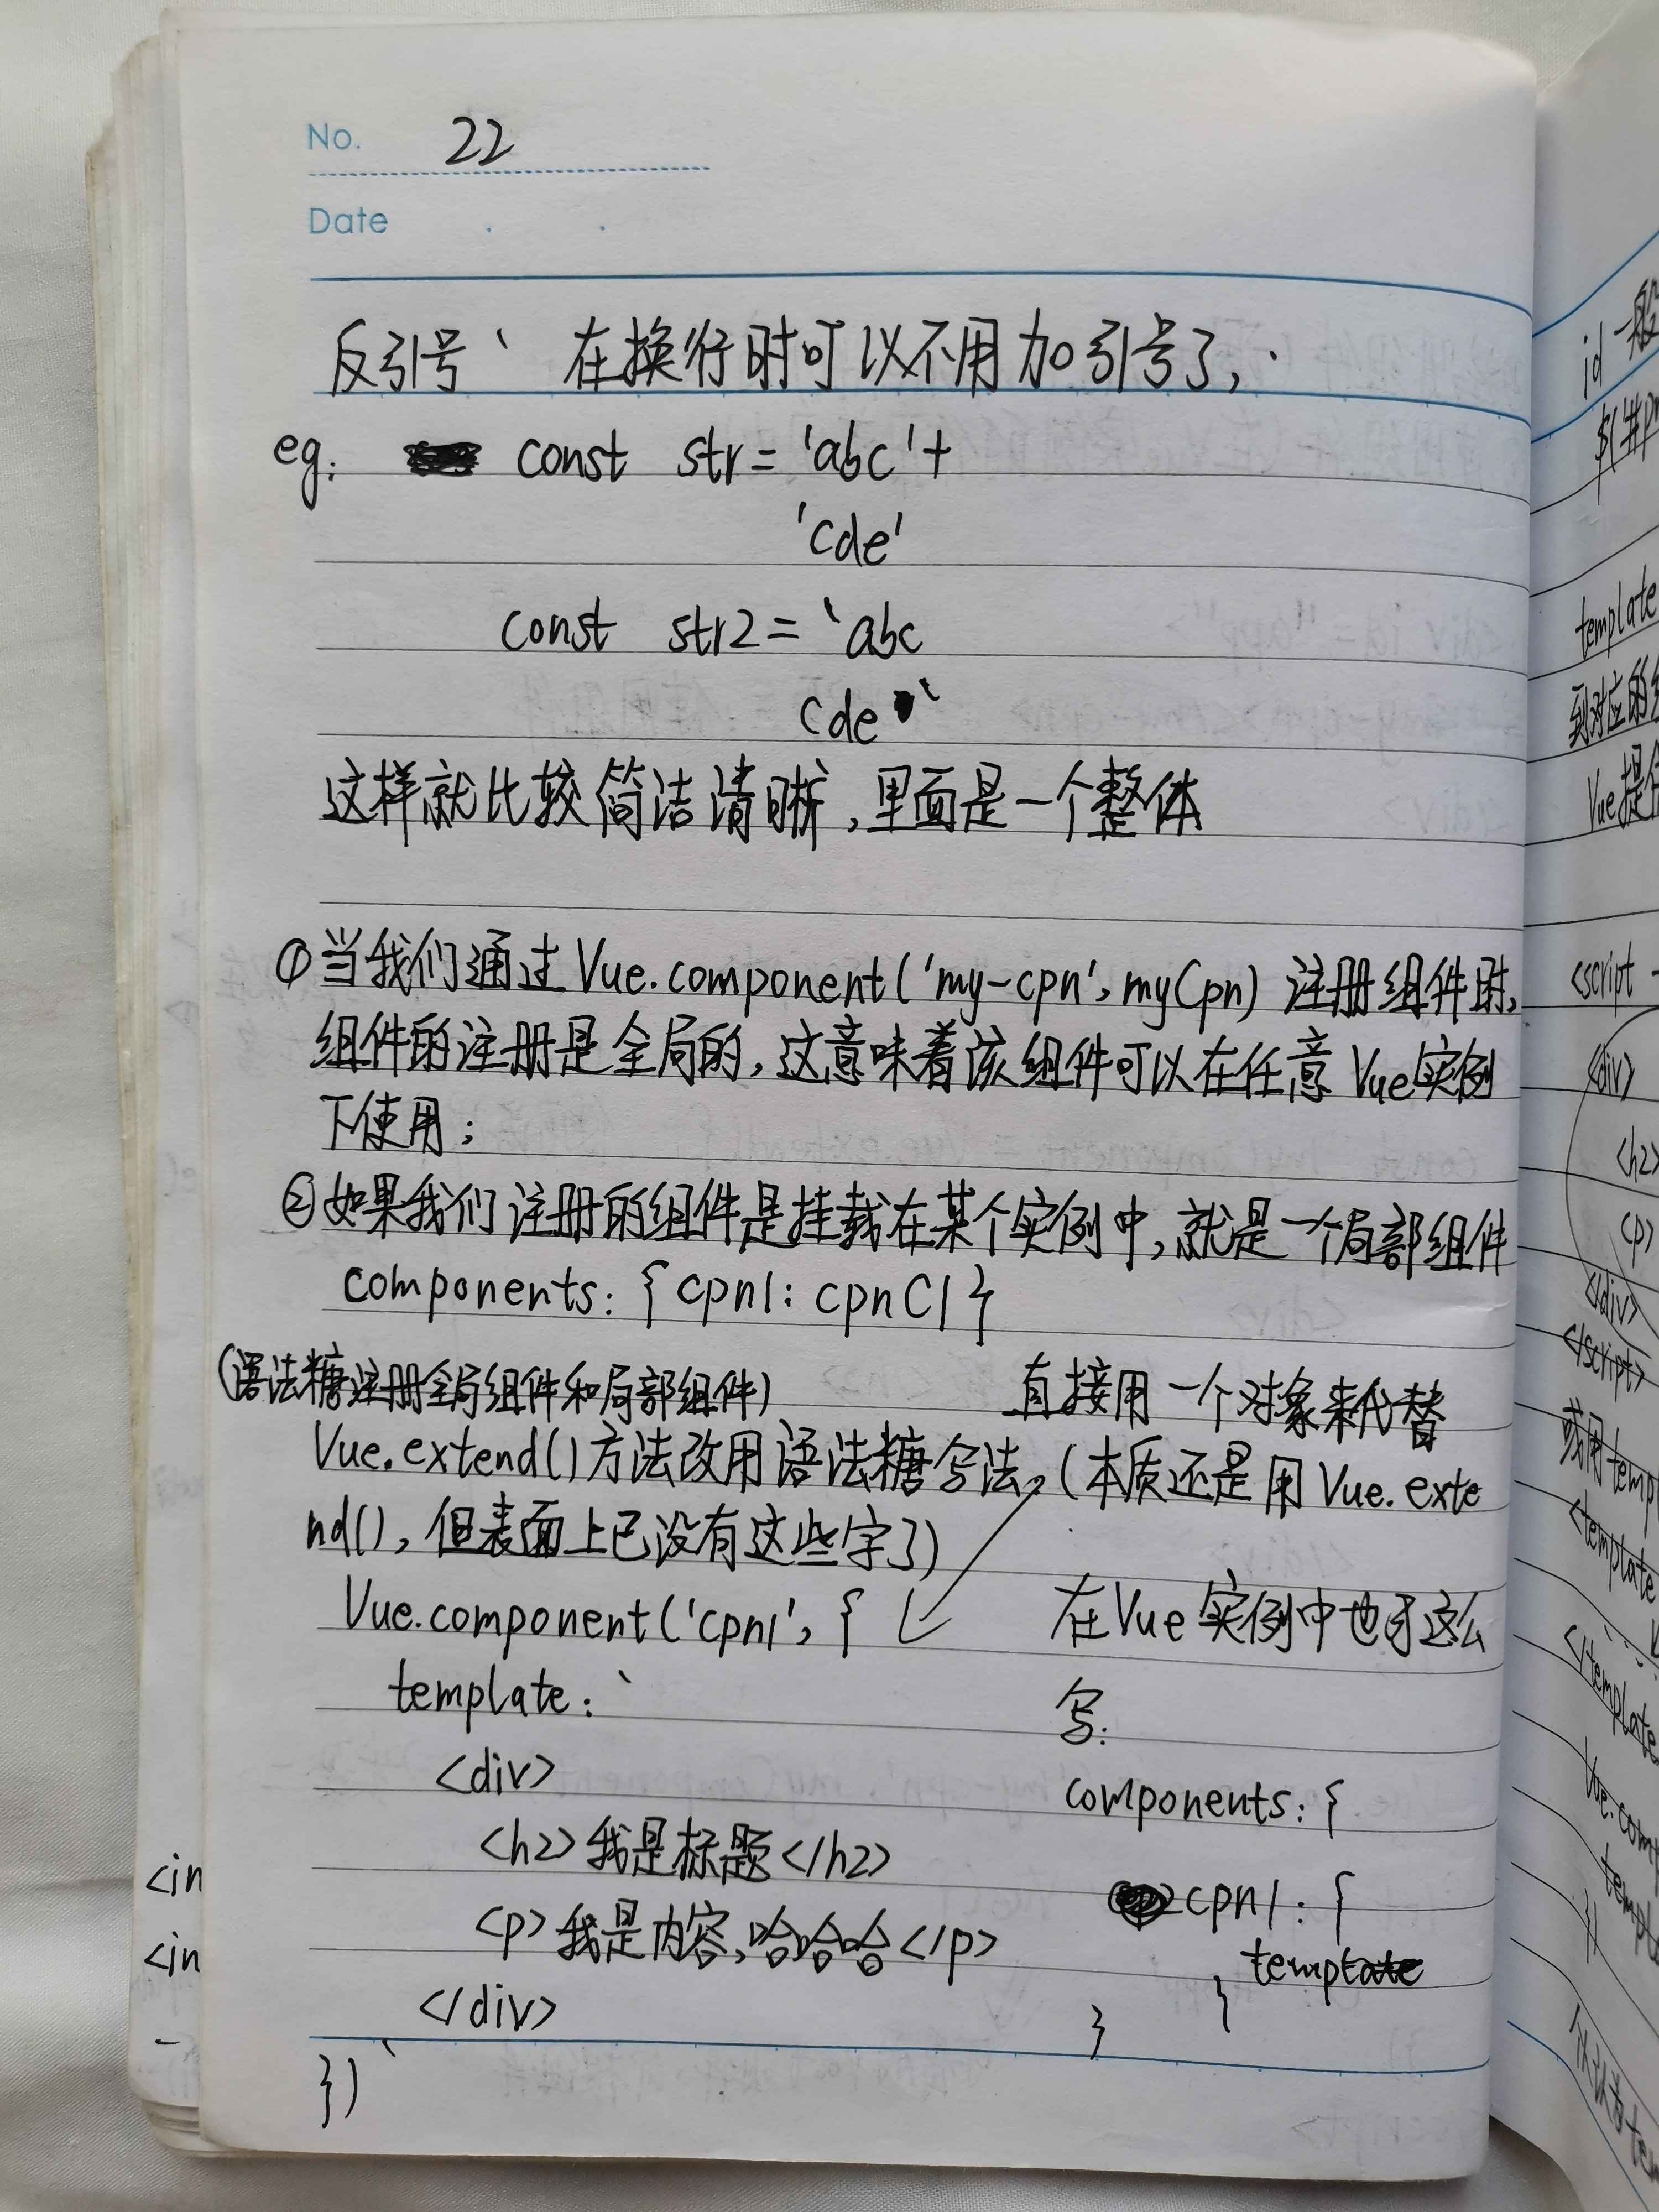 No. 22
Date
反引号 ` 在换行时可以不用加引号了,
eg: const str = 'abc'+
'cde'
const str2 = `abc
cde`
这样就比较简洁清晰,里面是一个整体
①当我们通过Vue.component('my-cpn', myCpn) 注册组件时,
组件的注册是全局的,这意味着该组件可以在任意Vue实例
下使用;
②如果我们注册的组件是挂载在某个实例中,就是一个局部组件
components: { cpn1: cpnC1 }
(语法糖注册全局组件和局部组件)
直接用一个对象来代替
Vue.extend()方法改用语法糖写法。(本质还是用Vue.exte
nd(), 但表面上已没有这些字了)
Vue.component('cpn1', {
template: `
<div>
<h2>我是标题</h2>
<p>我是内容,哈哈哈</p>
</div>
`
})
在Vue实例中也可这么
写:
components: {
cpn1: {
template
}
}
<in
<in
id一般
$(#pr
template
到对应的组
Vue提供
<script
<div>
<h2>
<p>
</div>
</script>
或用temp
<template
</template
Vue.comp
templ
})